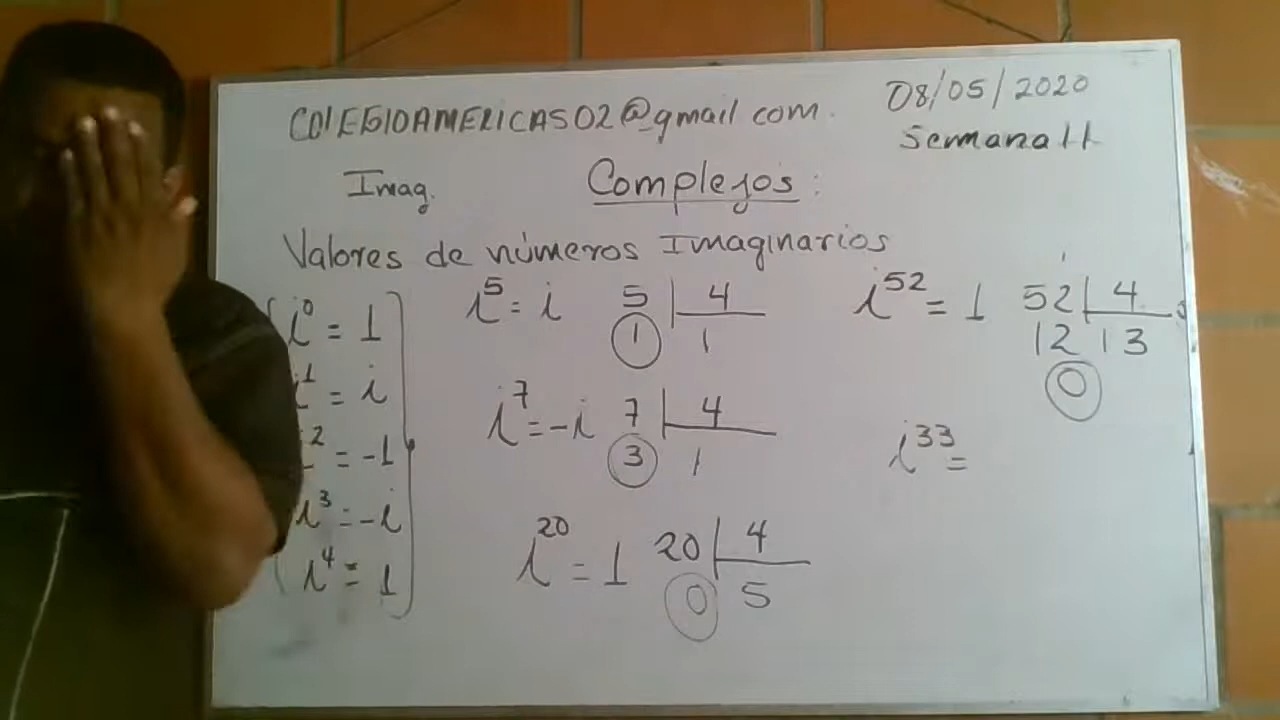 COLEGIOAMERICAS02@gmail com.
08/05/2020
Semana 11
Imag.
Complejos:
Valores de números Imaginarios
i⁰ = 1
i¹ = i
i² = -1
i³ = -i
i⁴ = 1
i⁵ = i 5 | 4
1 1
i⁷ = -i 7 | 4
3 1
i²⁰ = 1 20 | 4
0 5
i⁵² = 1 52 | 4
12 13
0
i³³ =